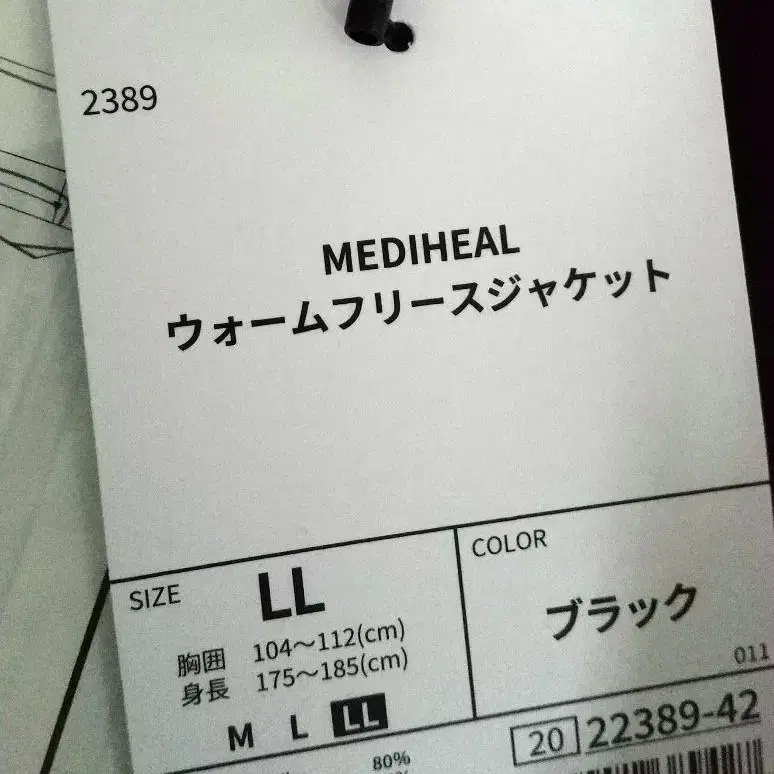 2389
MEDIHEAL
ウォームフリースジャケット
SIZE
LL
胸囲 104～112(cm)
身長 175～185(cm)
M L LL
COLOR
ブラック
011
20 22389-42
80%